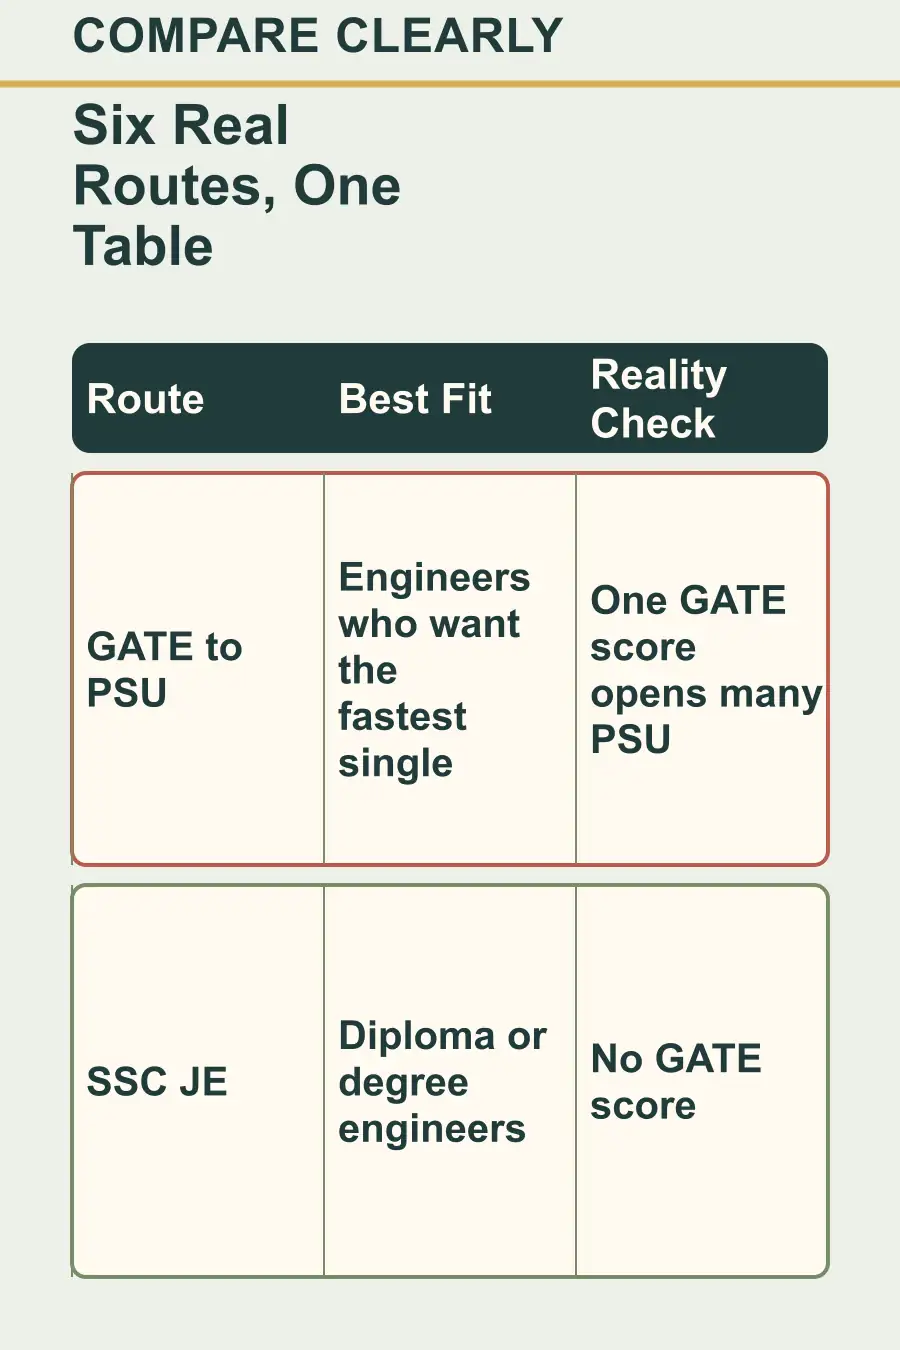 COMPARE CLEARLY
Six Real
Routes, One
Table
Route
Best Fit
Reality
Check
GATE to
PSU
Engineers
who want
the
fastest
single
One GATE
score
opens many
PSU
SSC JE
Diploma or
degree
engineers
No GATE
score